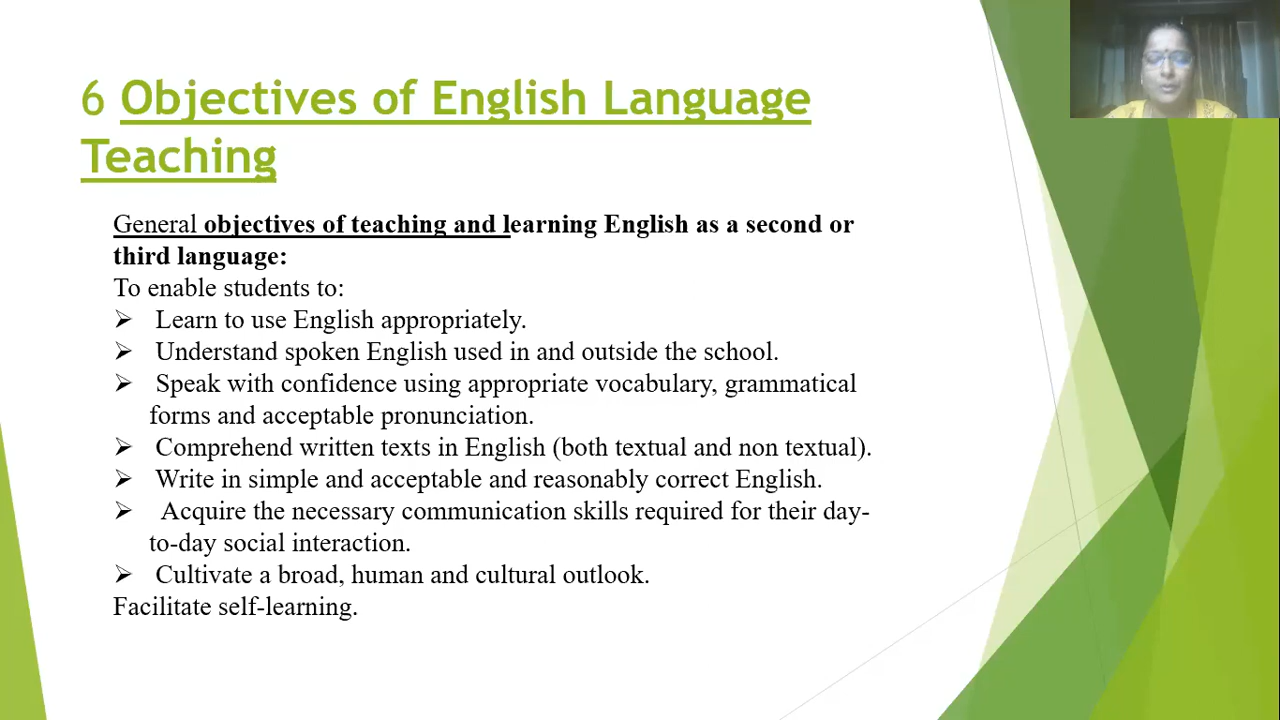 6 Objectives of English Language
Teaching
General objectives of teaching and learning English as a second or
third language:
To enable students to:
➢ Learn to use English appropriately.
➢ Understand spoken English used in and outside the school.
➢ Speak with confidence using appropriate vocabulary, grammatical
forms and acceptable pronunciation.
➢ Comprehend written texts in English (both textual and non textual).
➢ Write in simple and acceptable and reasonably correct English.
➢ Acquire the necessary communication skills required for their day-
to-day social interaction.
➢ Cultivate a broad, human and cultural outlook.
Facilitate self-learning.